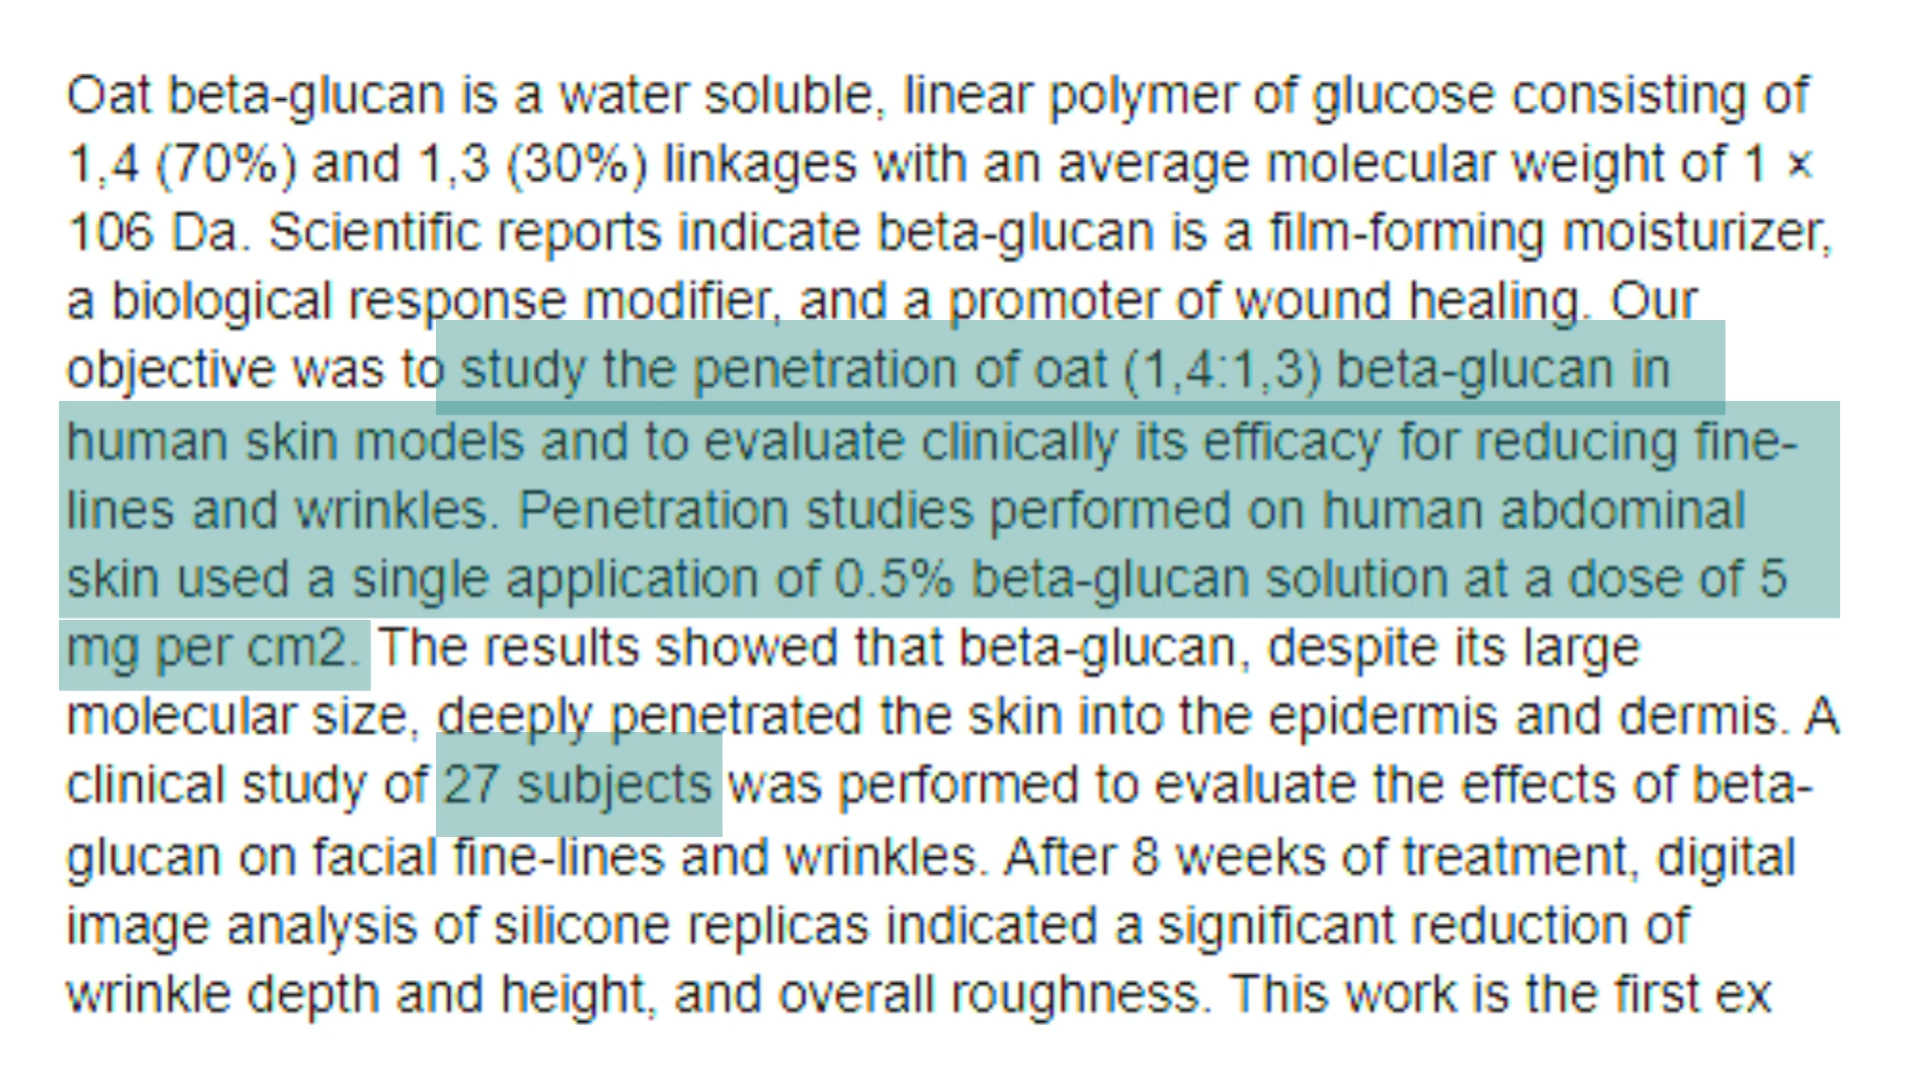 Oat beta-glucan is a water soluble, linear polymer of glucose consisting of
1,4 (70%) and 1,3 (30%) linkages with an average molecular weight of 1 ×
106 Da. Scientific reports indicate beta-glucan is a film-forming moisturizer,
a biological response modifier, and a promoter of wound healing. Our
objective was to study the penetration of oat (1,4:1,3) beta-glucan in
human skin models and to evaluate clinically its efficacy for reducing fine-
lines and wrinkles. Penetration studies performed on human abdominal
skin used a single application of 0.5% beta-glucan solution at a dose of 5
mg per cm2. The results showed that beta-glucan, despite its large
molecular size, deeply penetrated the skin into the epidermis and dermis. A
clinical study of 27 subjects was performed to evaluate the effects of beta-
glucan on facial fine-lines and wrinkles. After 8 weeks of treatment, digital
image analysis of silicone replicas indicated a significant reduction of
wrinkle depth and height, and overall roughness. This work is the first ex